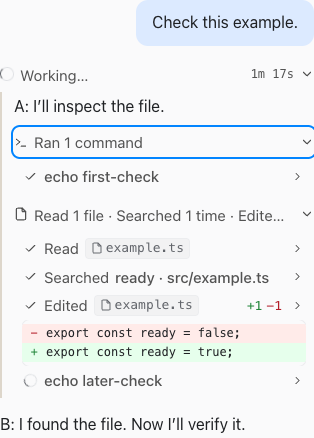 Check this example.
Working... 1m 17s
A: I’ll inspect the file.
Ran 1 command
echo first-check
Read 1 file · Searched 1 time · Edite...
Read example.ts
Searched ready · src/example.ts
Edited example.ts +1 −1
− export const ready = false;
+ export const ready = true;
echo later-check
B: I found the file. Now I’ll verify it.